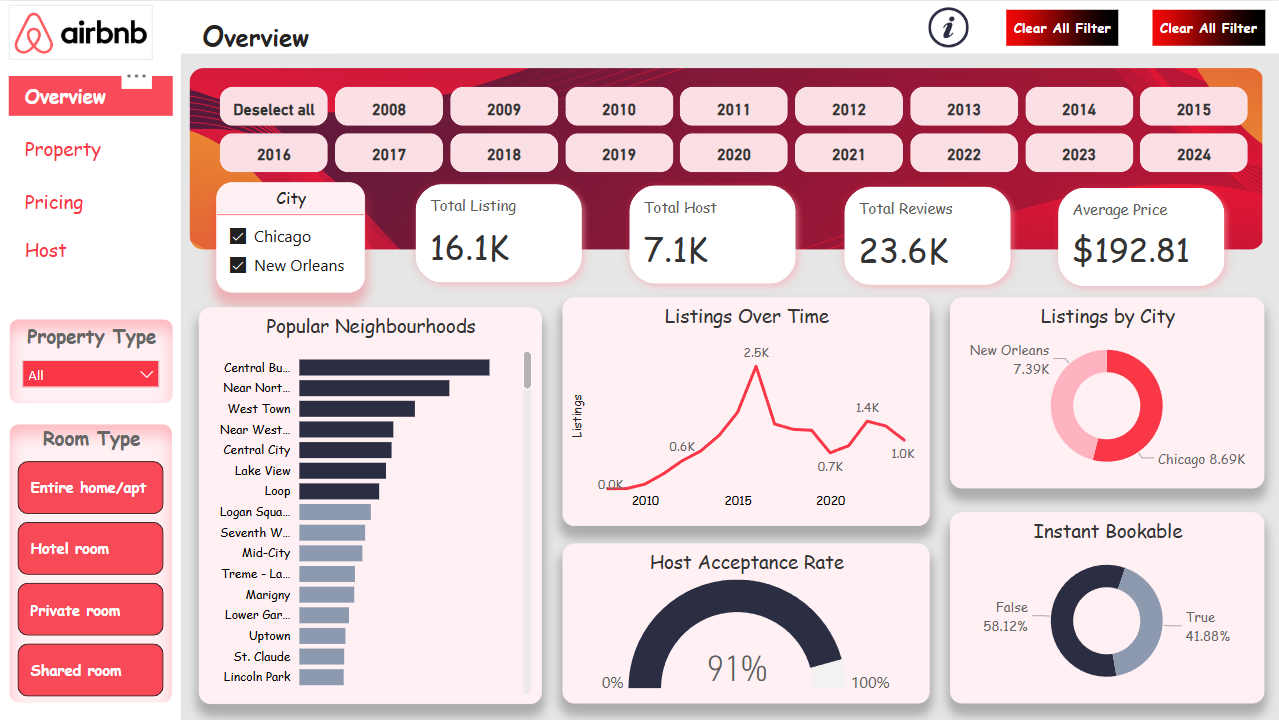 airbnb
Overview
i
Clear All Filter
Clear All Filter
...
Overview
Property
Pricing
Host
Property Type
All
Room Type
Entire home/apt
Hotel room
Private room
Shared room
Deselect all 2008 2009 2010 2011 2012 2013 2014 2015
2016 2017 2018 2019 2020 2021 2022 2023 2024
City
Chicago
New Orleans
Total Listing
16.1K
Total Host
7.1K
Total Reviews
23.6K
Average Price
$192.81
Popular Neighbourhoods
Central Bu...
Near Nort...
West Town
Near West...
Central City
Lake View
Loop
Logan Squa...
Seventh W...
Mid-City
Treme - La...
Marigny
Lower Gar...
Uptown
St. Claude
Lincoln Park
Listings Over Time
Listings
2.5K
0.6K
1.4K
0.7K
1.0K
0.0K
2010 2015 2020
Host Acceptance Rate
91%
0% 100%
Listings by City
New Orleans
7.39K
Chicago 8.69K
Instant Bookable
False
58.12%
True
41.88%